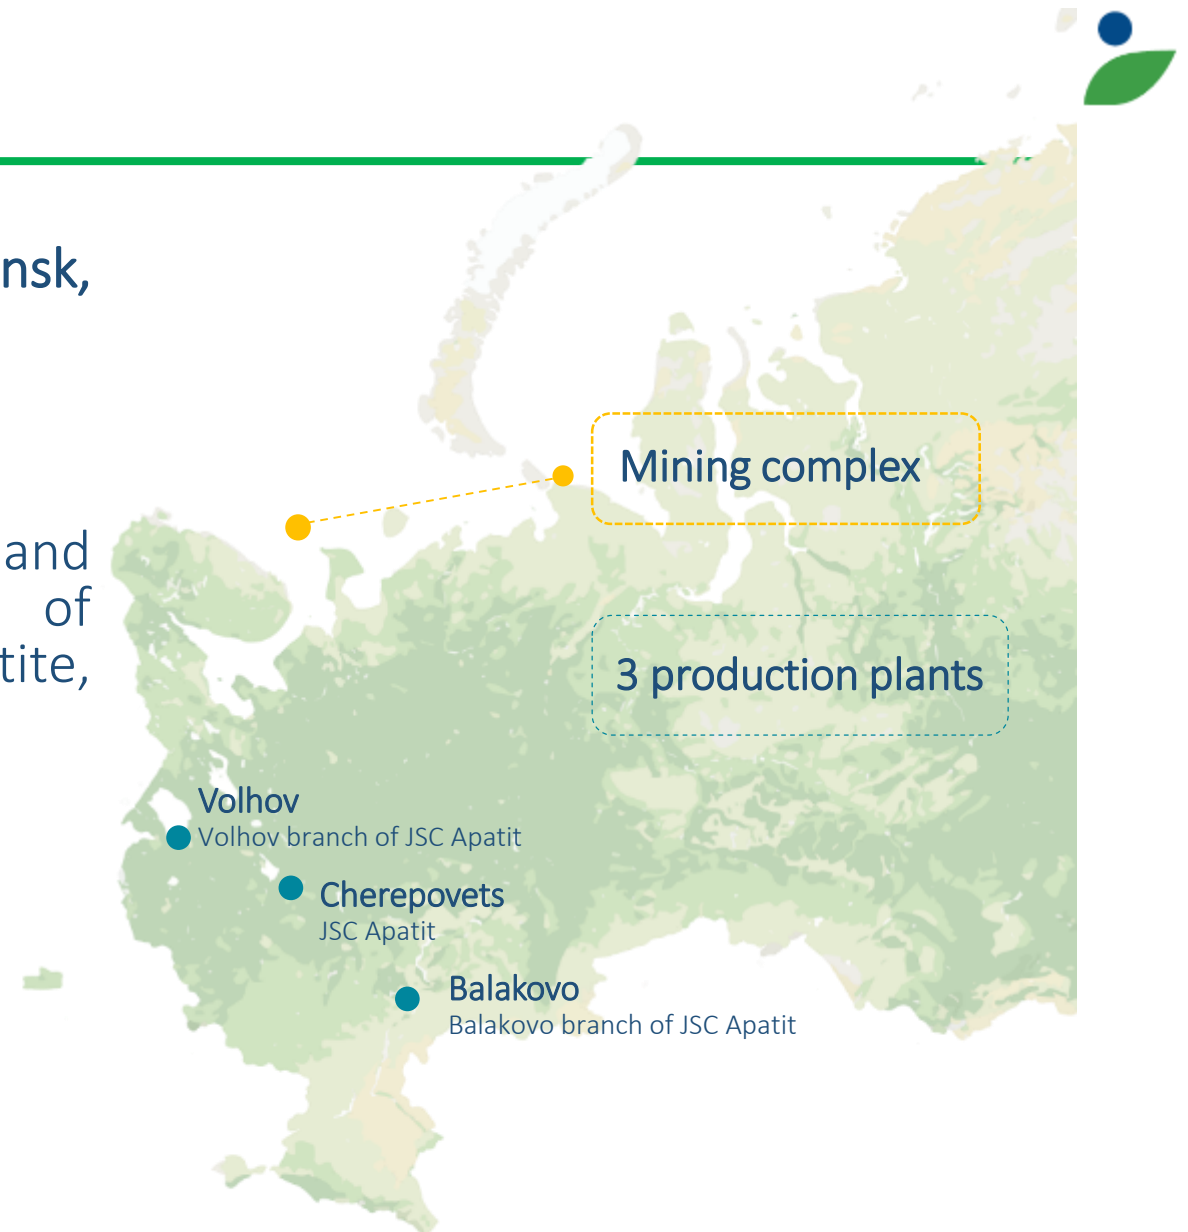 nsk,
and
of
tite,
Mining complex
3 production plants
Volhov
Volhov branch of JSC Apatit
Cherepovets
JSC Apatit
Balakovo
Balakovo branch of JSC Apatit